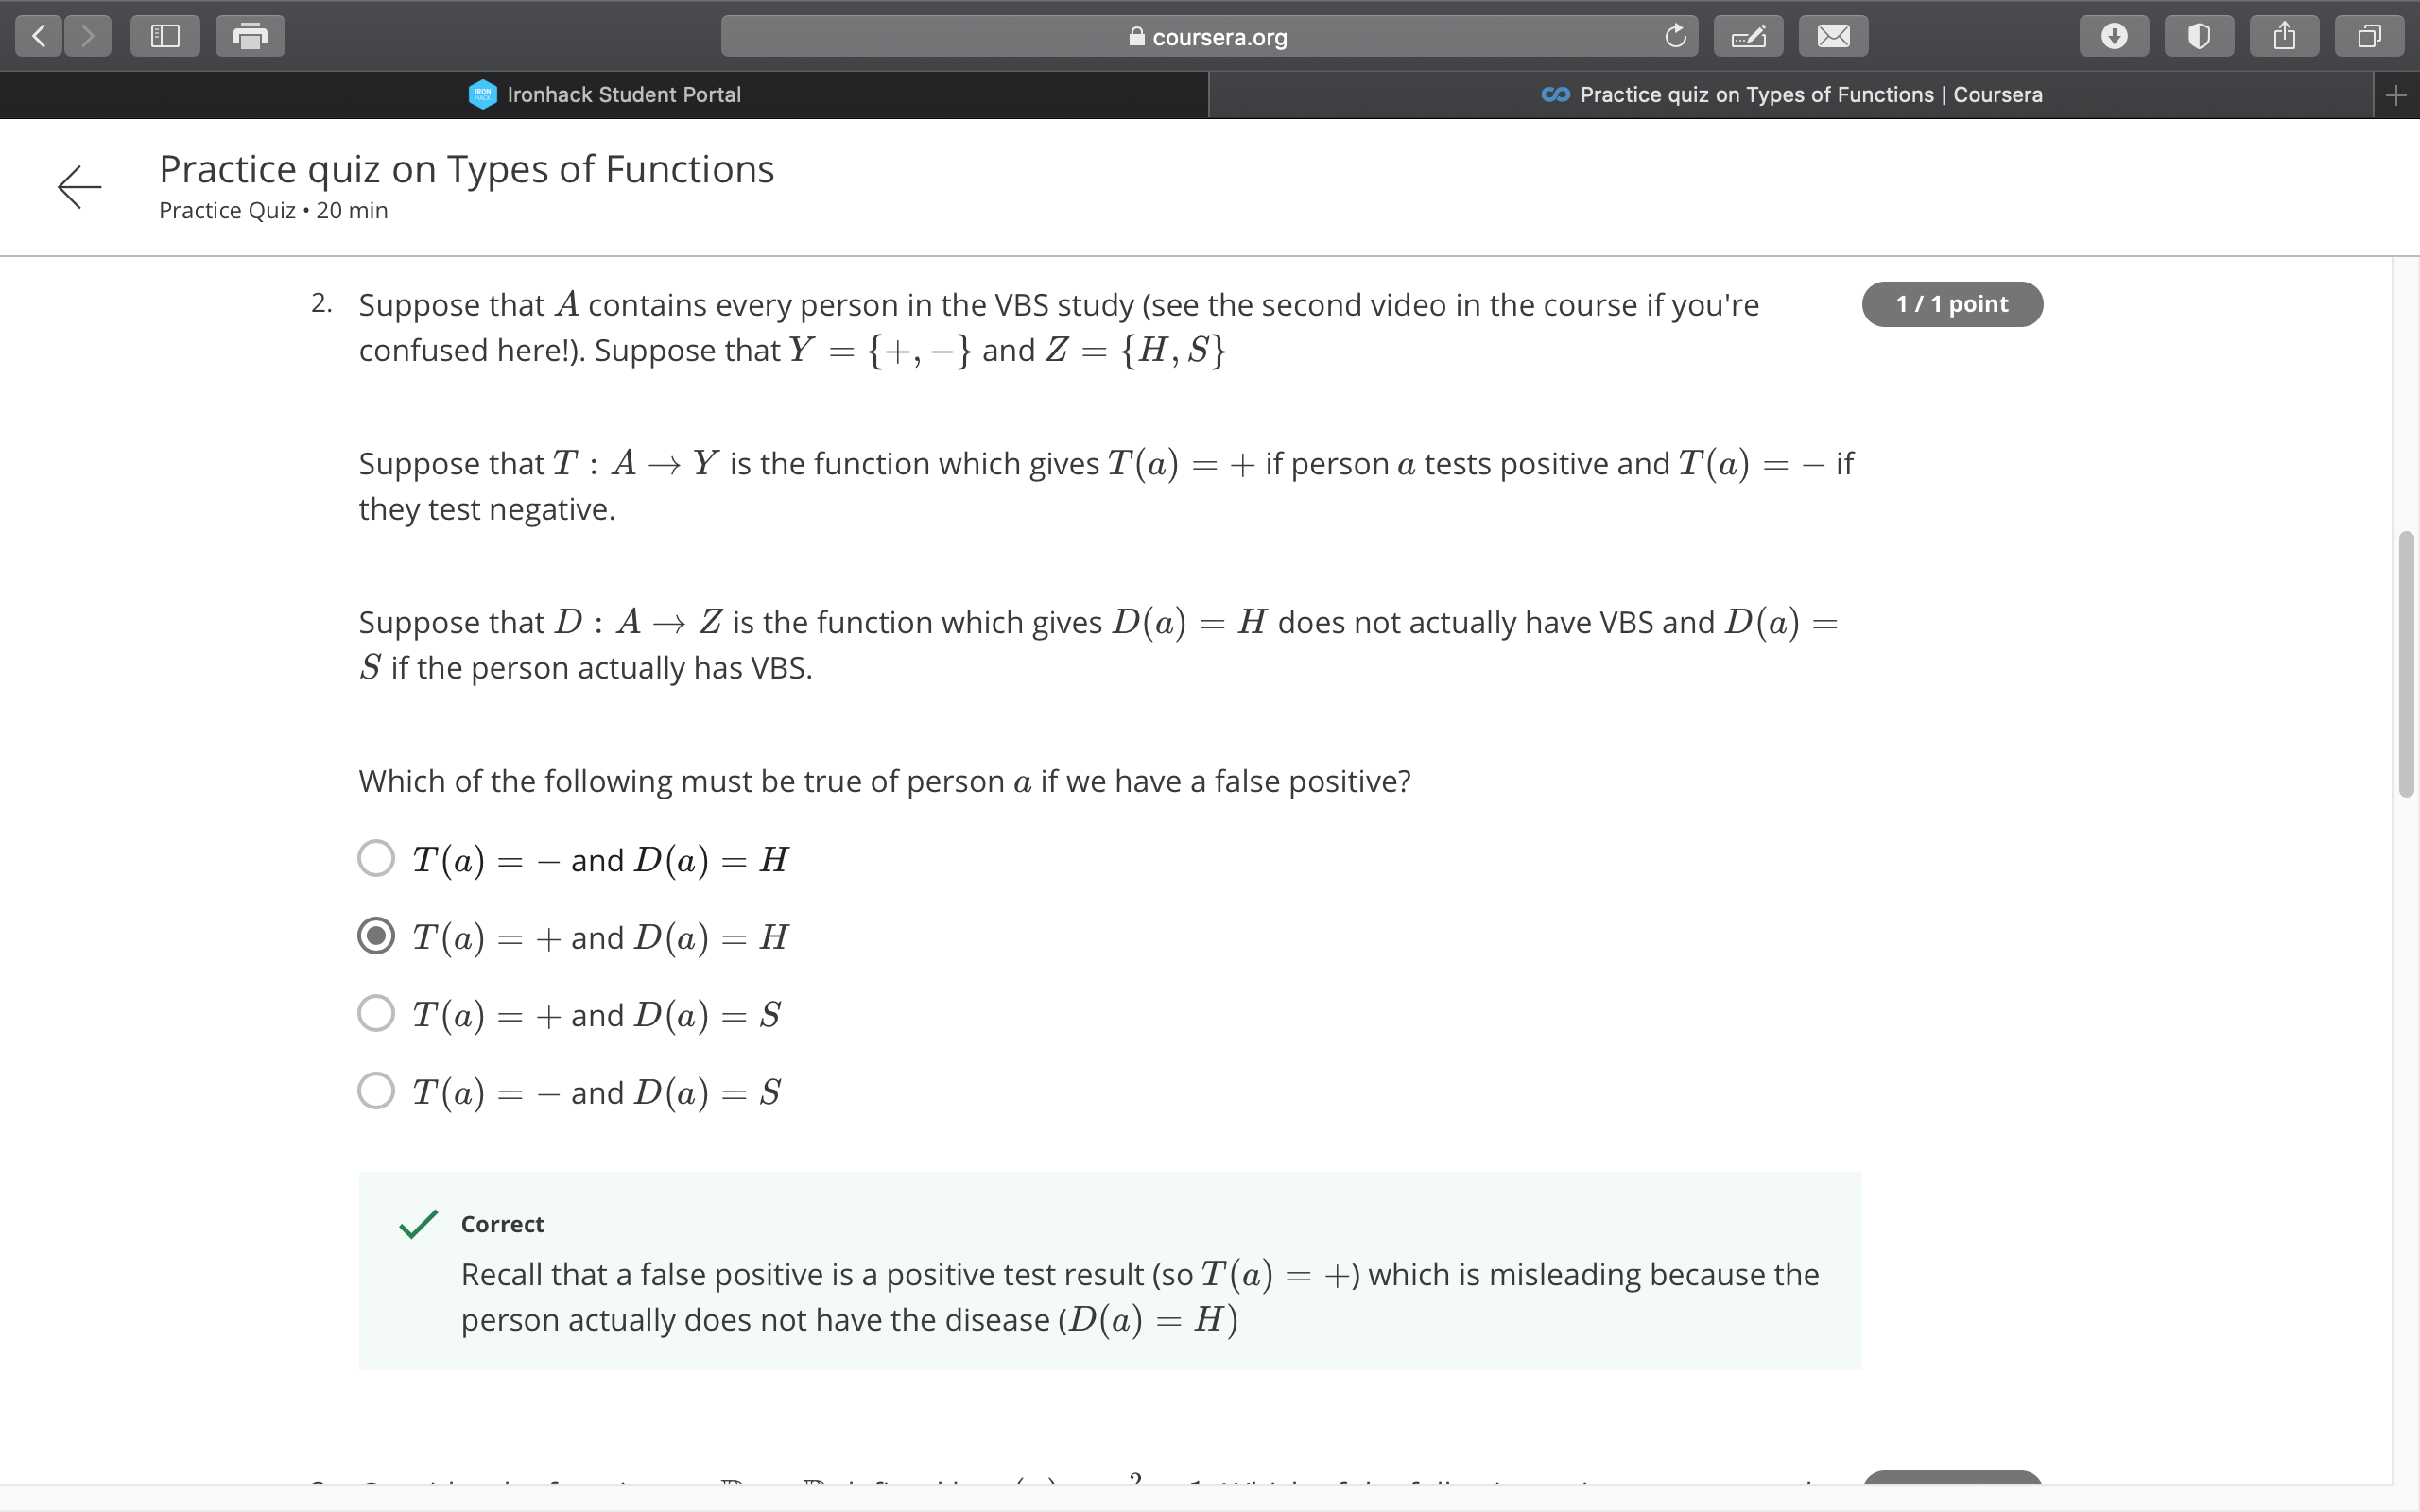 coursera.org
IRON HACK Ironhack Student Portal
Practice quiz on Types of Functions | Coursera
Practice quiz on Types of Functions
Practice Quiz • 20 min
2. Suppose that A contains every person in the VBS study (see the second video in the course if you're
1 / 1 point
confused here!). Suppose that Y = {+, −} and Z = {H, S}
Suppose that T : A → Y is the function which gives T(a) = + if person a tests positive and T(a) = − if
they test negative.
Suppose that D : A → Z is the function which gives D(a) = H does not actually have VBS and D(a) =
S if the person actually has VBS.
Which of the following must be true of person a if we have a false positive?
T(a) = − and D(a) = H
T(a) = + and D(a) = H
T(a) = + and D(a) = S
T(a) = − and D(a) = S
Correct
Recall that a false positive is a positive test result (so T(a) = +) which is misleading because the
person actually does not have the disease (D(a) = H)